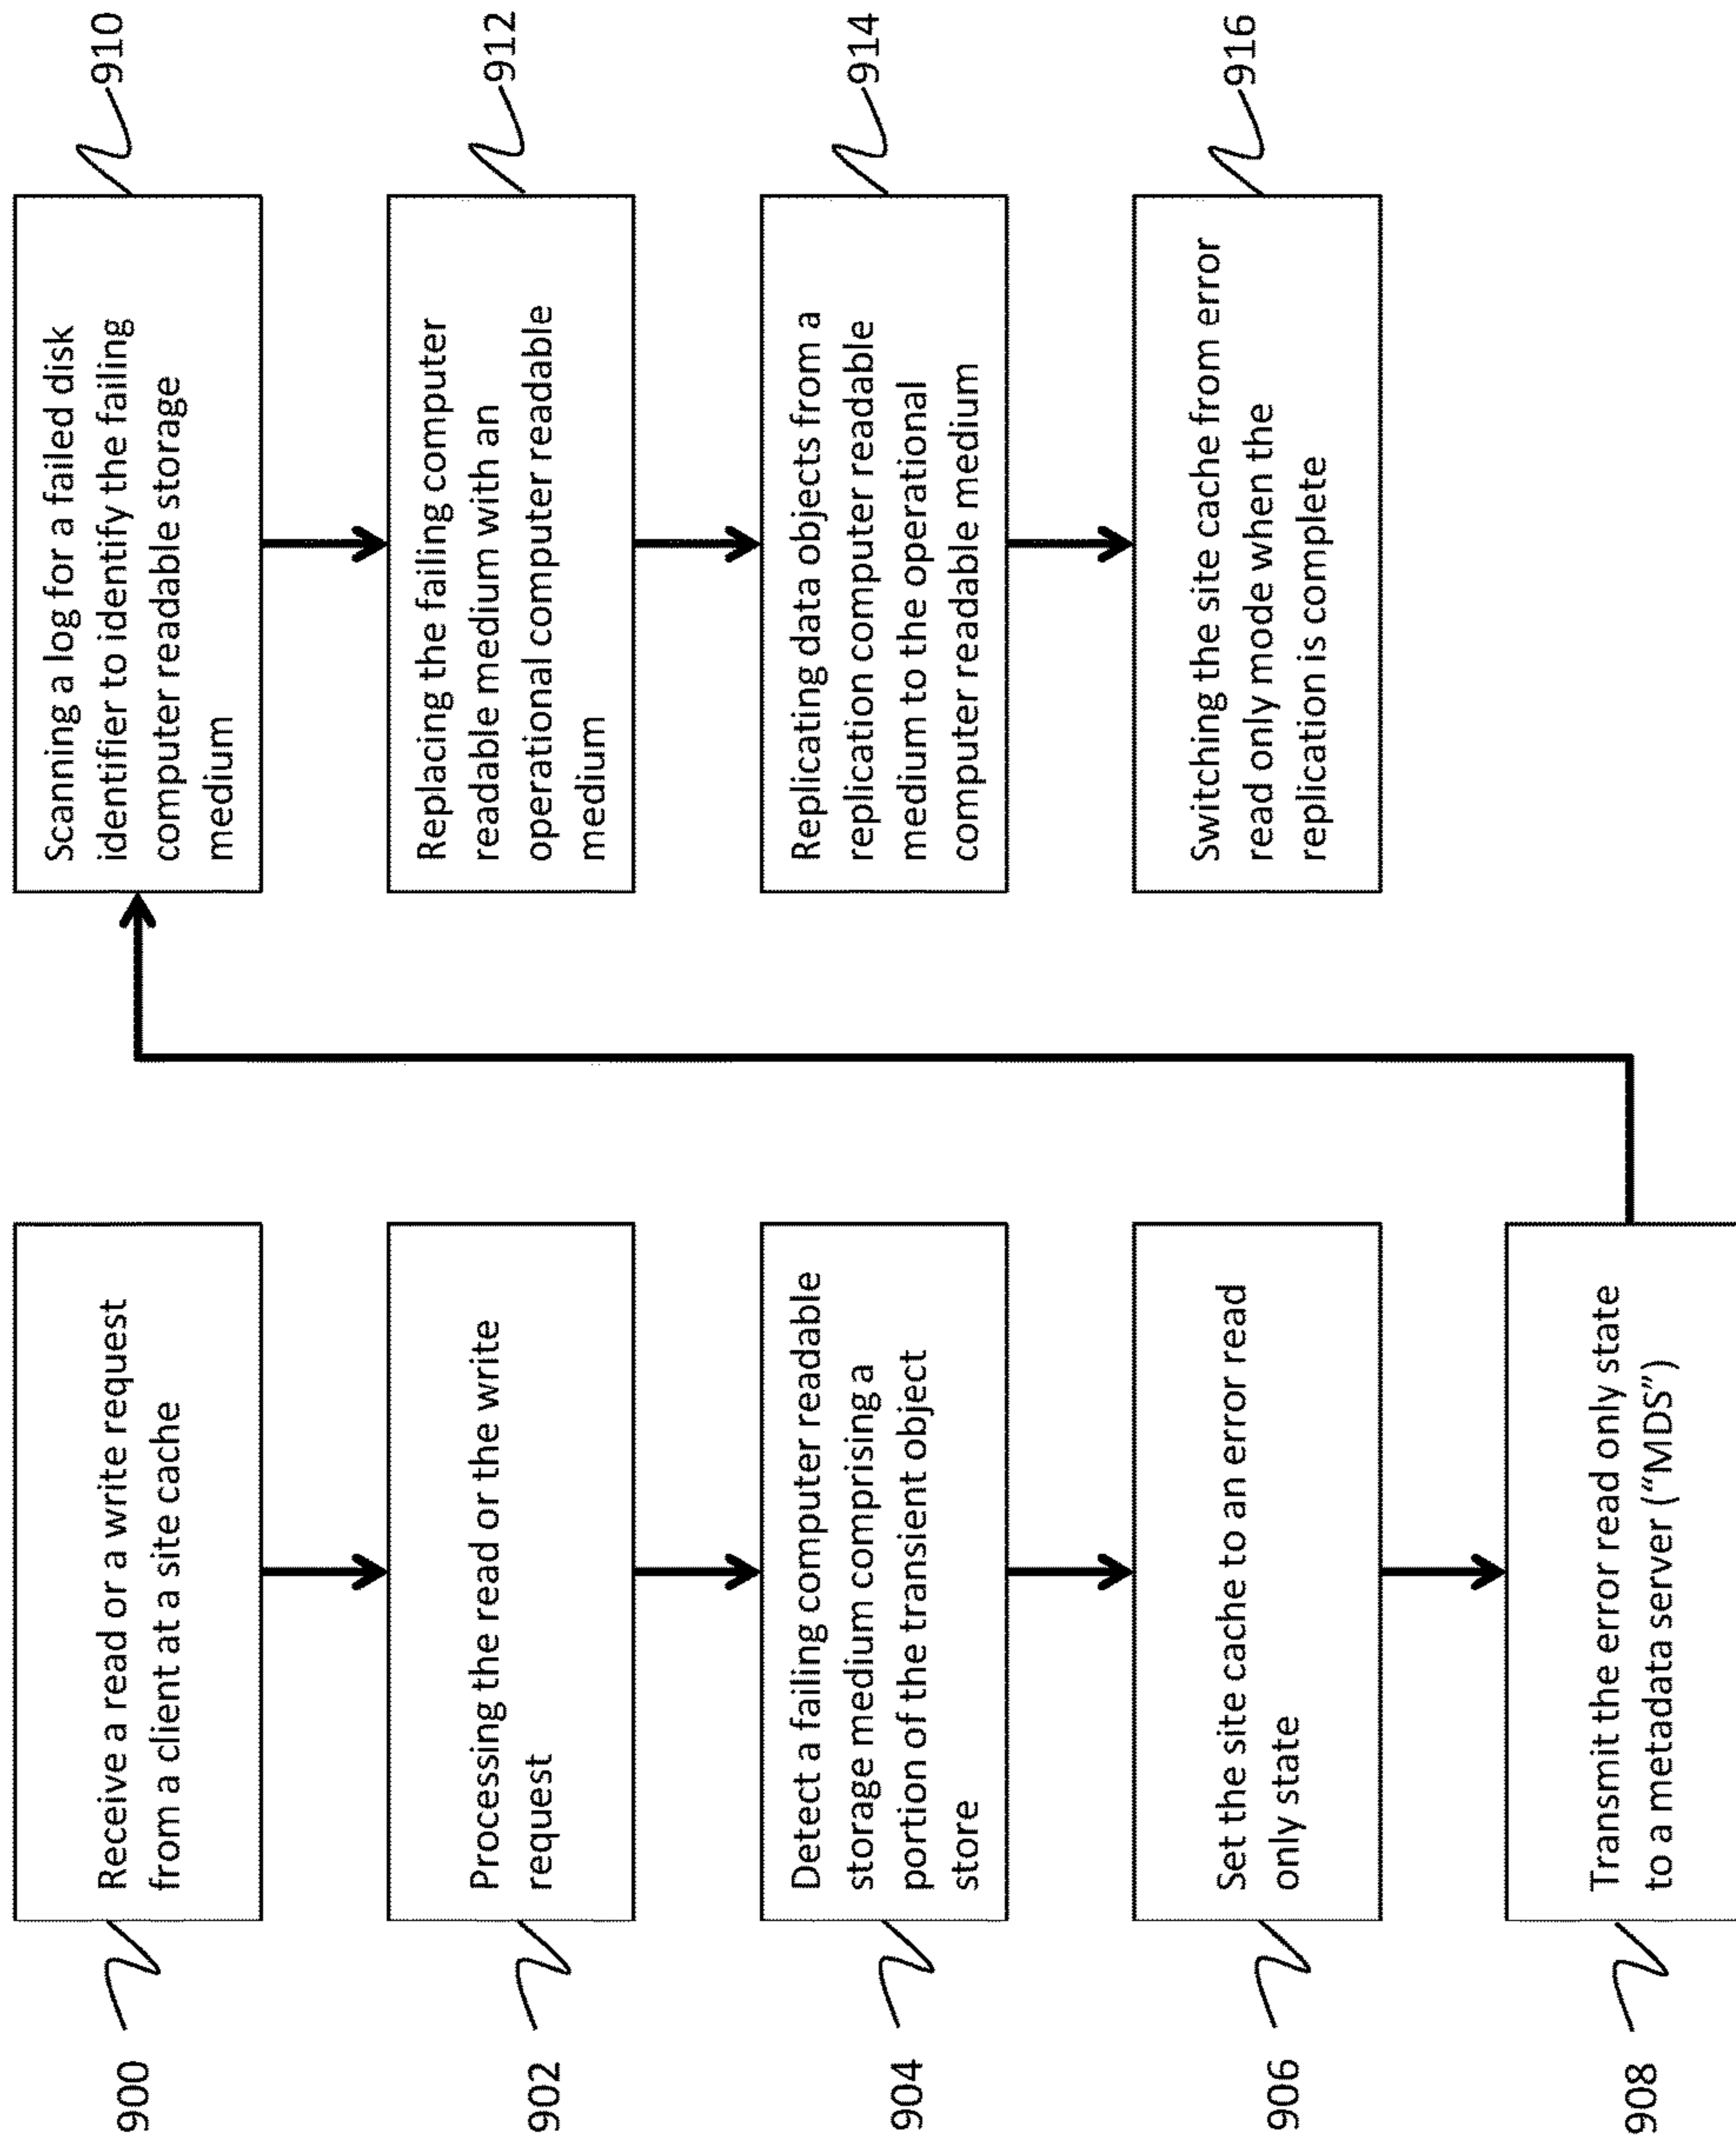 900
Receive a read or a write request
from a client at a site cache
902
Processing the read or the write
request
904
Detect a failing computer readable
storage medium comprising a
portion of the transient object
store
906
Set the site cache to an error read
only state
908
Transmit the error read only state
to a metadata server (“MDS”)
Scanning a log for a failed disk
identifier to identify the failing
computer readable storage
medium
910
Replacing the failing computer
readable medium with an
operational computer readable
medium
912
Replicating data objects from a
replication computer readable
medium to the operational
computer readable medium
914
Switching the site cache from error
read only mode when the
replication is complete
916